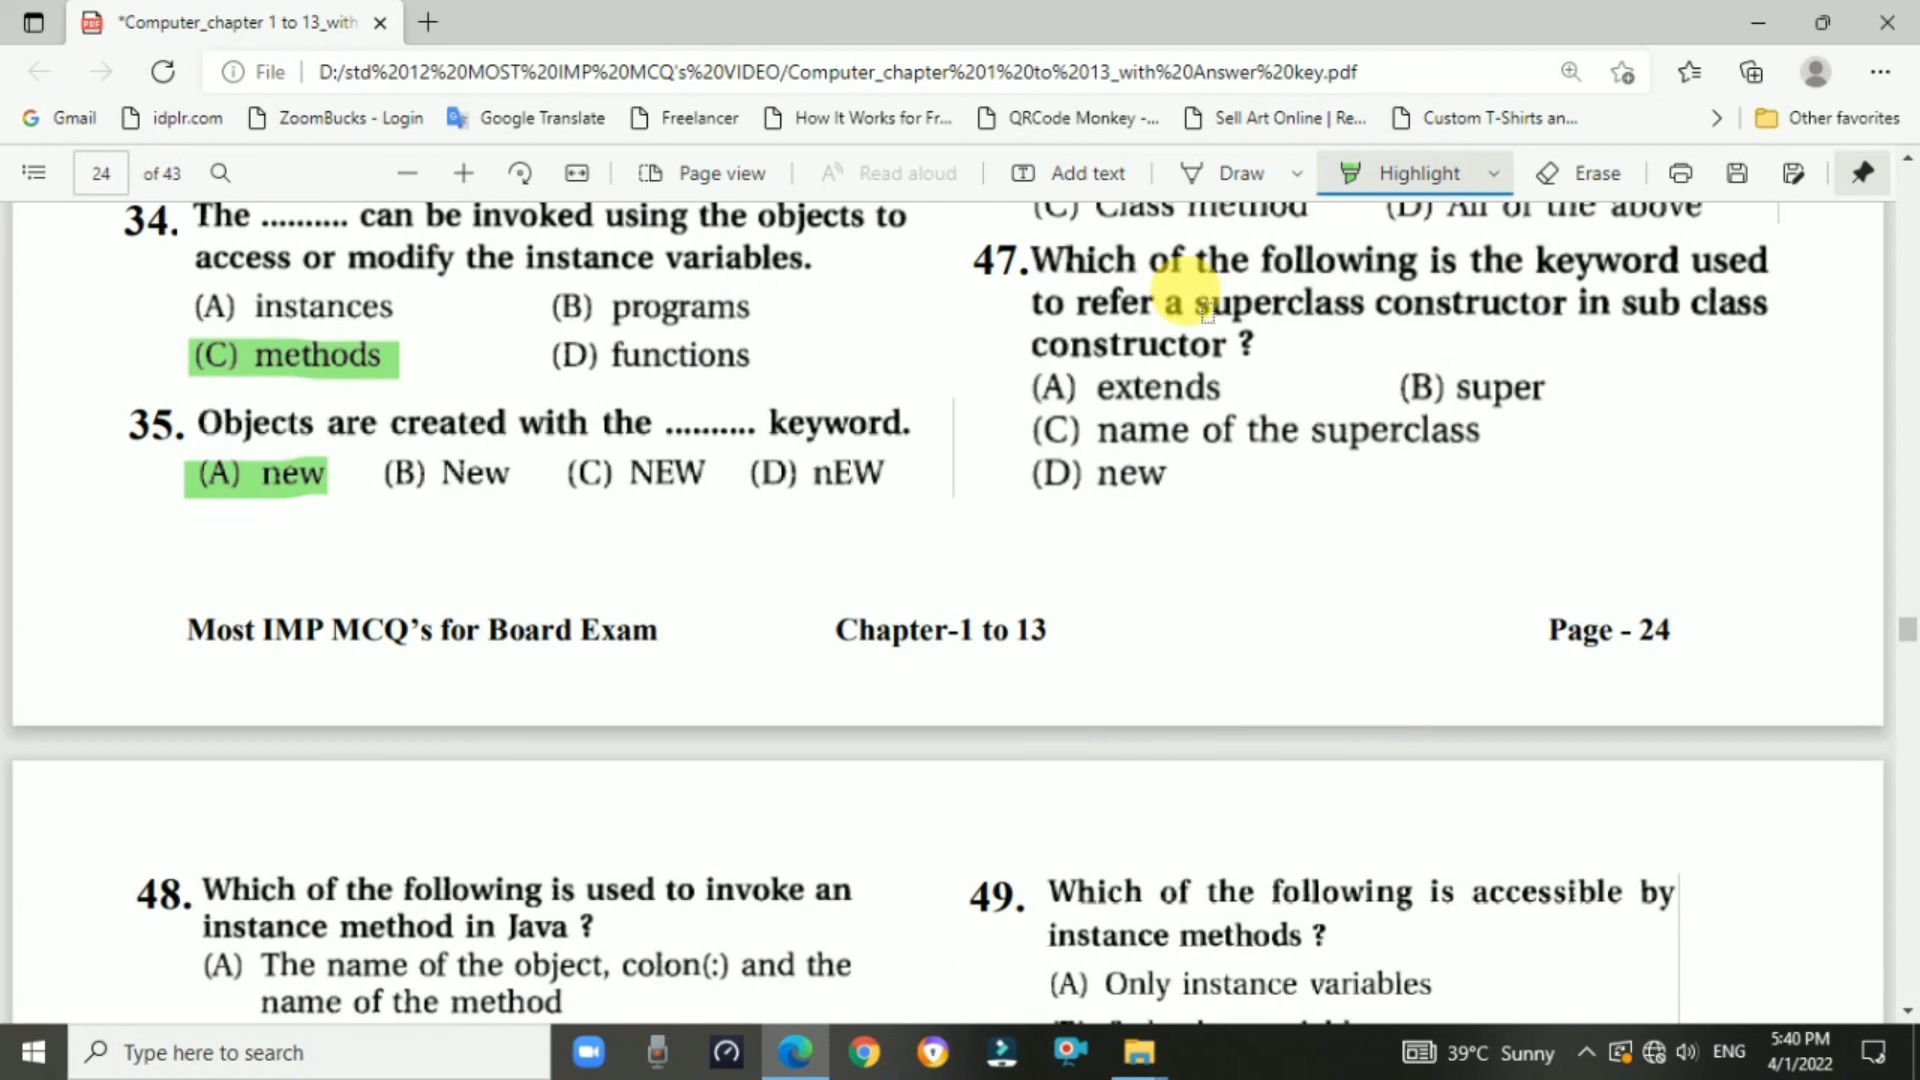 *Computer_chapter 1 to 13_with
File
D:/std%2012%20MOST%20IMP%20MCQ's%20VIDEO/Computer_chapter%201%20to%2013_with%20Answer%20key.pdf
Gmail
idplr.com
ZoomBucks - Login
Google Translate
Freelancer
How It Works for Fr...
QRCode Monkey -...
Sell Art Online | Re...
Custom T-Shirts an...
Other favorites
24 of 43
Page view
Read aloud
Add text
Draw
Highlight
Erase
34. The .......... can be invoked using the objects to
access or modify the instance variables.
(A) instances (B) programs
(C) methods (D) functions
35. Objects are created with the .......... keyword.
(A) new (B) New (C) NEW (D) nEW
(C) Class method (D) All of the above
47. Which of the following is the keyword used
to refer a superclass constructor in sub class
constructor ?
(A) extends (B) super
(C) name of the superclass
(D) new
Most IMP MCQ's for Board Exam Chapter-1 to 13 Page - 24
48. Which of the following is used to invoke an
instance method in Java ?
(A) The name of the object, colon(:) and the
name of the method
49. Which of the following is accessible by
instance methods ?
(A) Only instance variables
Type here to search
39°C Sunny
ENG
5:40 PM
4/1/2022